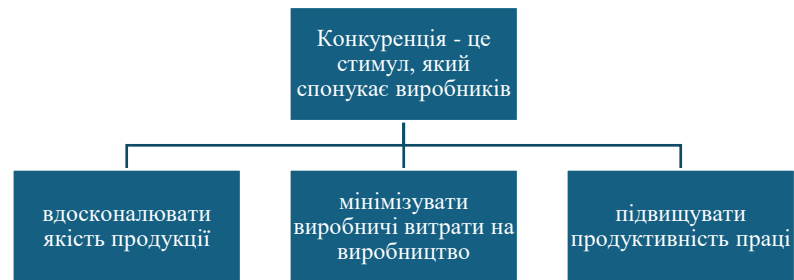 Конкуренція - це
стимул, який
спонукає виробників
вдосконалювати
якість продукції
мінімізувати
виробничі витрати на
виробництво
підвищувати
продуктивність праці